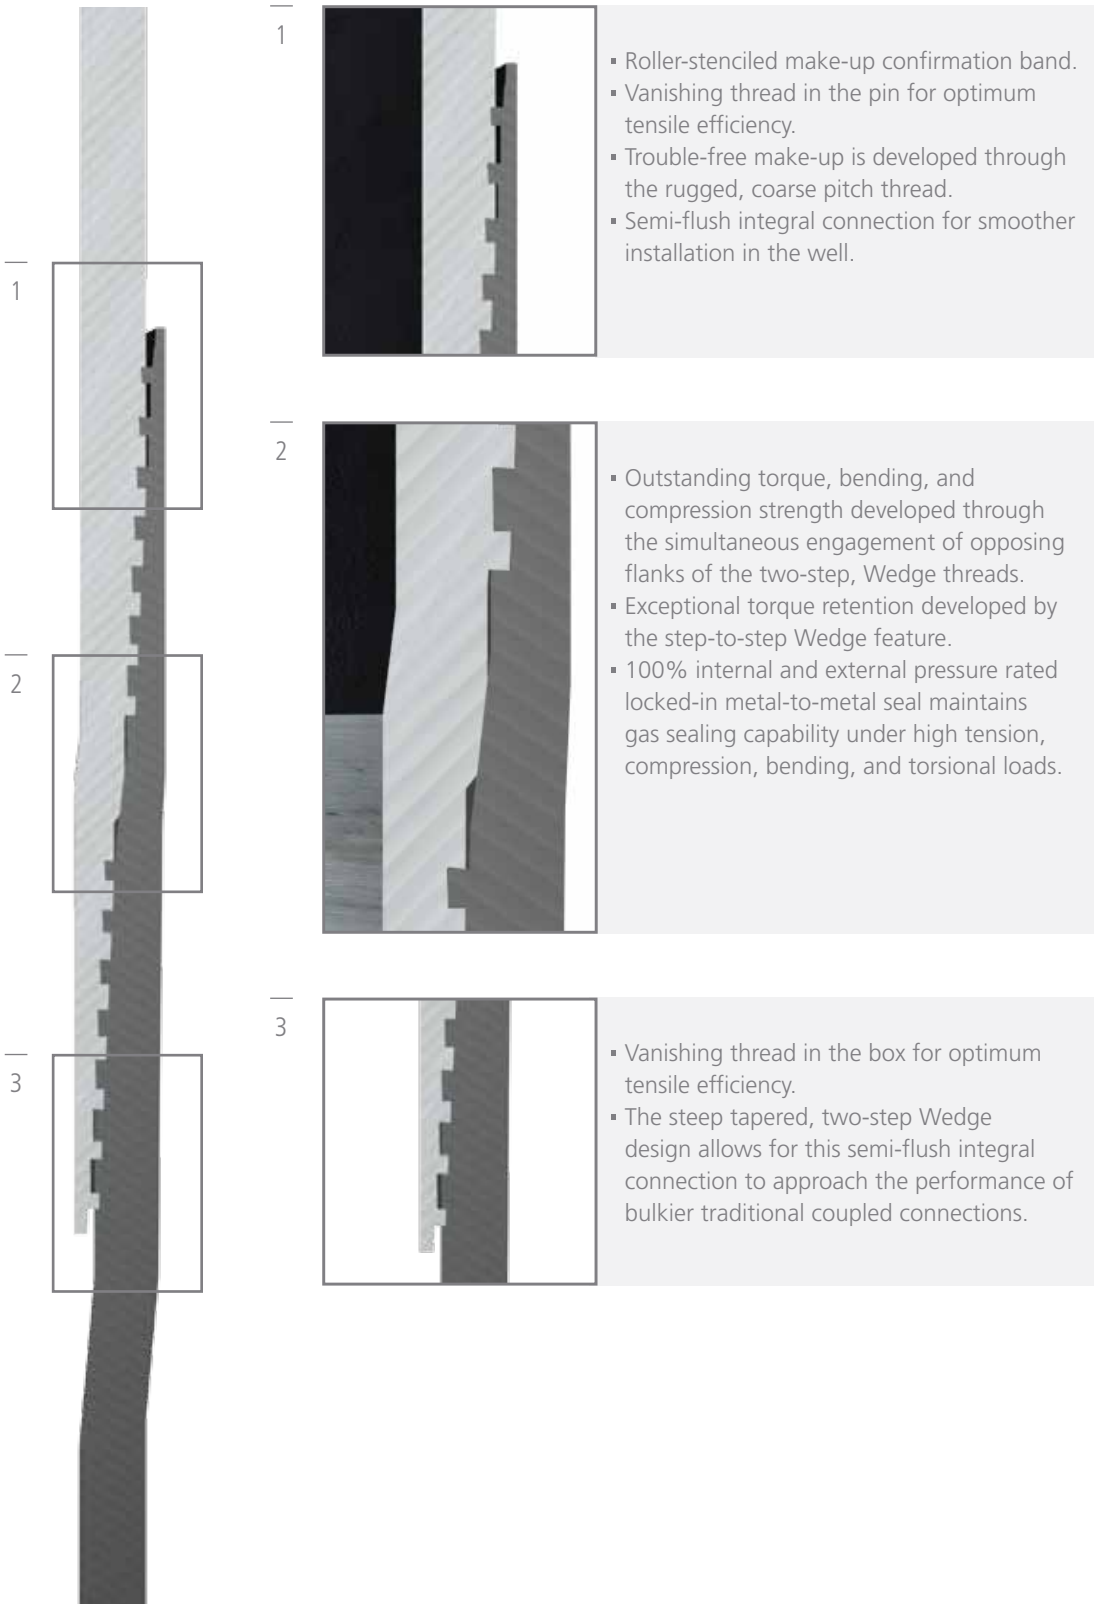 1
▪ Roller-stenciled make-up confirmation band.
▪ Vanishing thread in the pin for optimum
tensile efficiency.
▪ Trouble-free make-up is developed through
the rugged, coarse pitch thread.
▪ Semi-flush integral connection for smoother
installation in the well.
1
2
▪ Outstanding torque, bending, and
compression strength developed through
the simultaneous engagement of opposing
flanks of the two-step, Wedge threads.
▪ Exceptional torque retention developed by
the step-to-step Wedge feature.
▪ 100% internal and external pressure rated
locked-in metal-to-metal seal maintains
gas sealing capability under high tension,
compression, bending, and torsional loads.
2
3
▪ Vanishing thread in the box for optimum
tensile efficiency.
▪ The steep tapered, two-step Wedge
design allows for this semi-flush integral
connection to approach the performance of
bulkier traditional coupled connections.
3